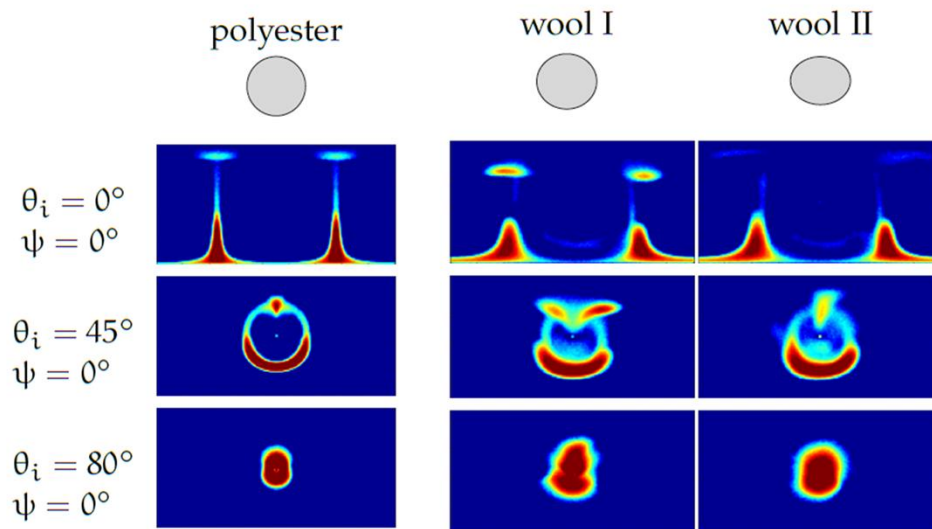 polyester wool I wool II
θi = 0°
ψ = 0°
θi = 45°
ψ = 0°
θi = 80°
ψ = 0°